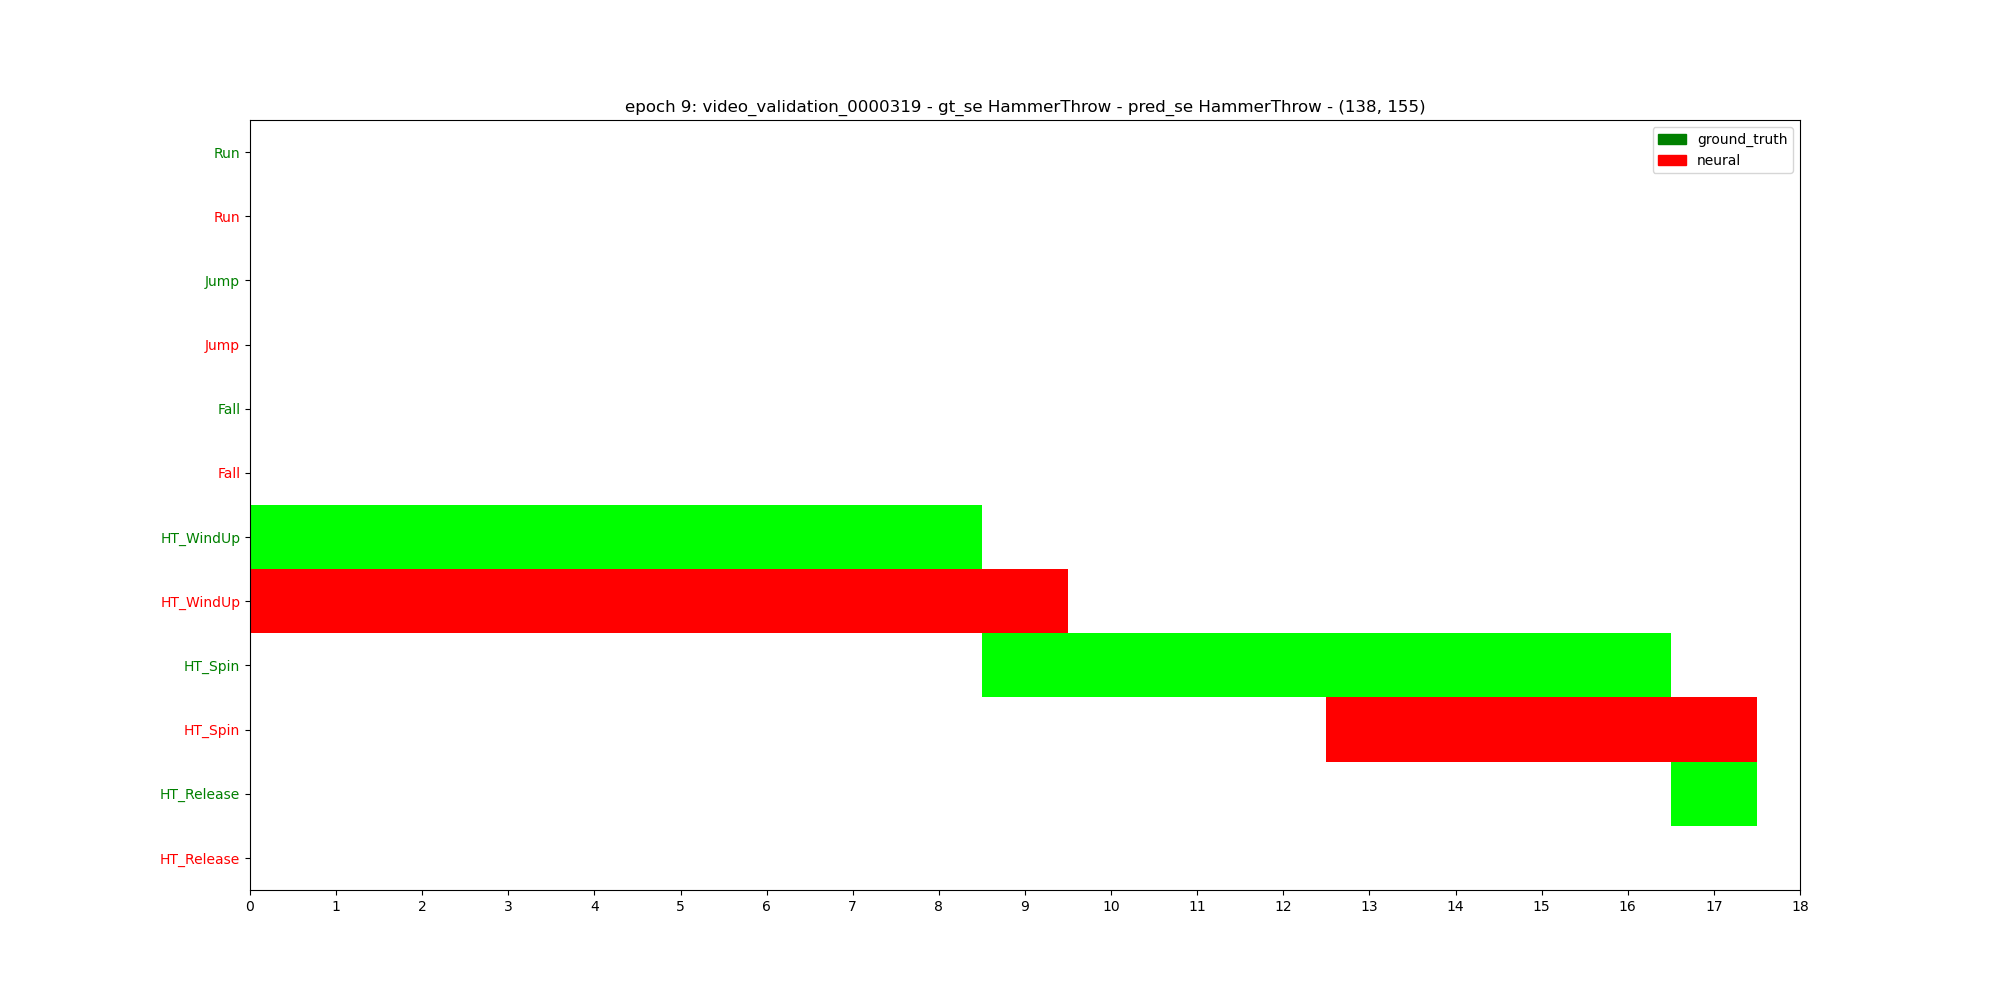 epoch 9: video_validation_0000319 - gt_se HammerThrow - pred_se HammerThrow - (138, 155)
ground_truth
neural
Run
Run
Jump
Jump
Fall
Fall
HT_WindUp
HT_WindUp
HT_Spin
HT_Spin
HT_Release
HT_Release
0 1 2 3 4 5 6 7 8 9 10 11 12 13 14 15 16 17 18